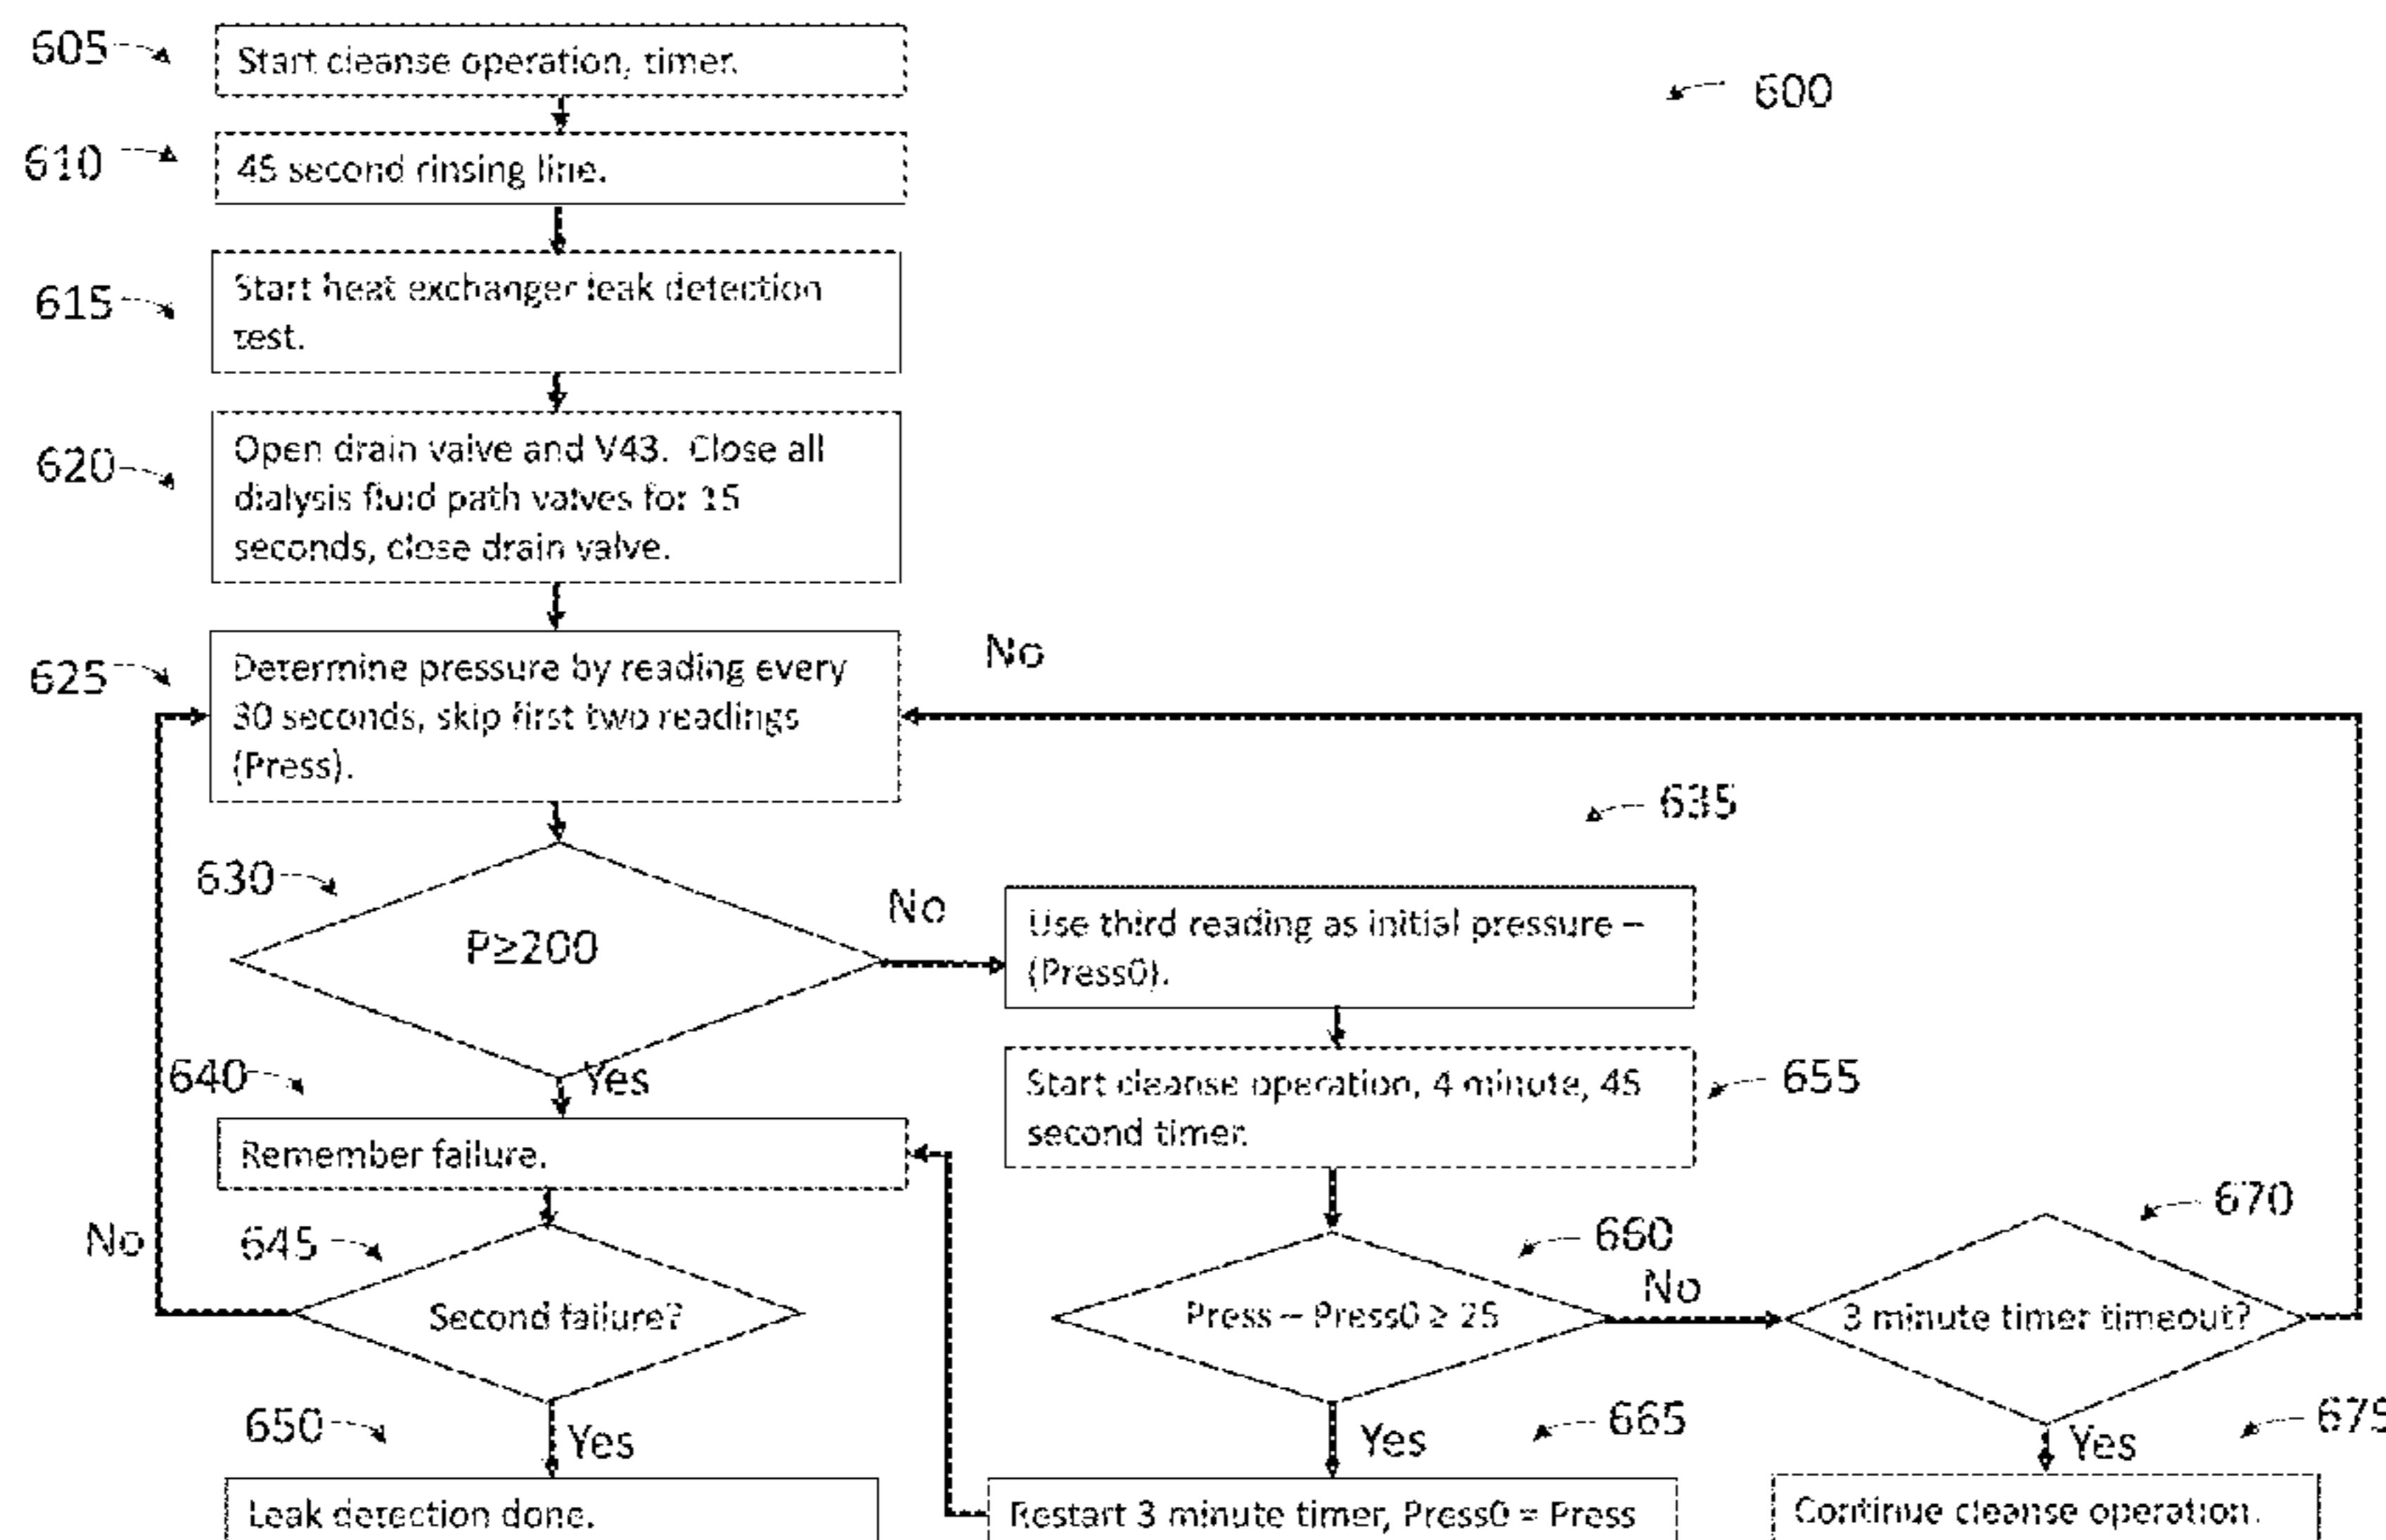 605
Start cleanse operation, timer.
600
610
45 second rinsing line.
615
Start heat exchanger leak detection
test.
620
Open drain valve and V43. Close all
dialysis fluid path valves for 15
seconds, close drain valve.
625
Determine pressure by reading every
30 seconds, skip first two readings
(Press).
No
635
630
P≥200
No
Use third reading as initial pressure –
(Press0).
640
Yes
Start cleanse operation, 4 minute, 45
second timer.
655
Remember failure.
No
645
Second failure?
660
Press – Press0 ≥ 25
No
670
3 minute timer timeout?
650
Yes
Leak detection done.
665
Yes
Restart 3 minute timer, Press0 = Press
675
Yes
Continue cleanse operation.